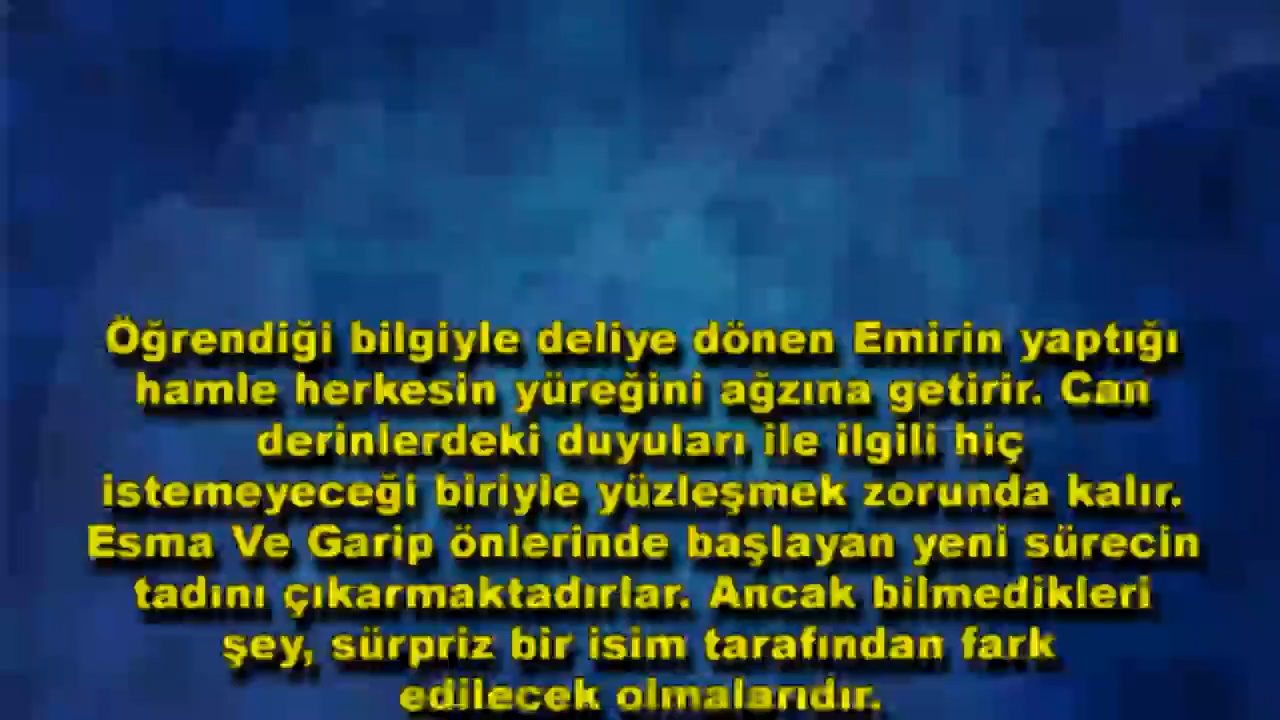 Öğrendiği bilgiyle deliye dönen Emirin yaptığı
hamle herkesin yüreğini ağzına getirir. Can
derinlerdeki duyuları ile ilgili hiç
istemeyeceği biriyle yüzleşmek zorunda kalır.
Esma Ve Garip önlerinde başlayan yeni sürecin
tadını çıkarmaktadırlar. Ancak bilmedikleri
şey, sürpriz bir isim tarafından fark
edilecek olmalarıdır.